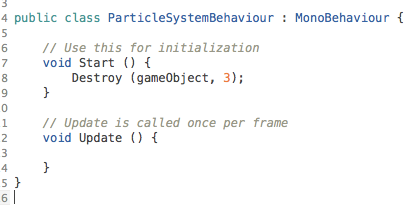 3
4 public class ParticleSystemBehaviour : MonoBehaviour {
5
6 // Use this for initialization
7 void Start () {
8 Destroy (gameObject, 3);
9 }
0
1 // Update is called once per frame
2 void Update () {
3
4 }
5 }
6